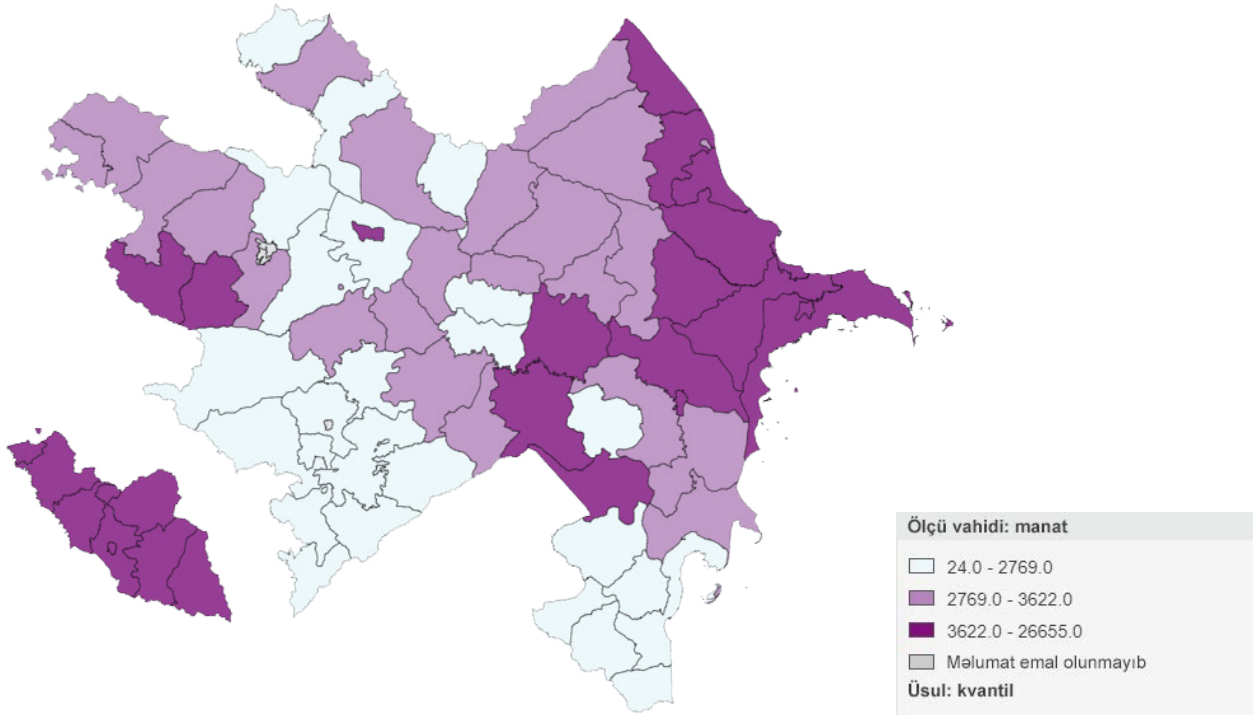 Ölçü vahidi: manat
24.0 - 2769.0
2769.0 - 3622.0
3622.0 - 26655.0
Məlumat emal olunmayıb
Üsul: kvantil